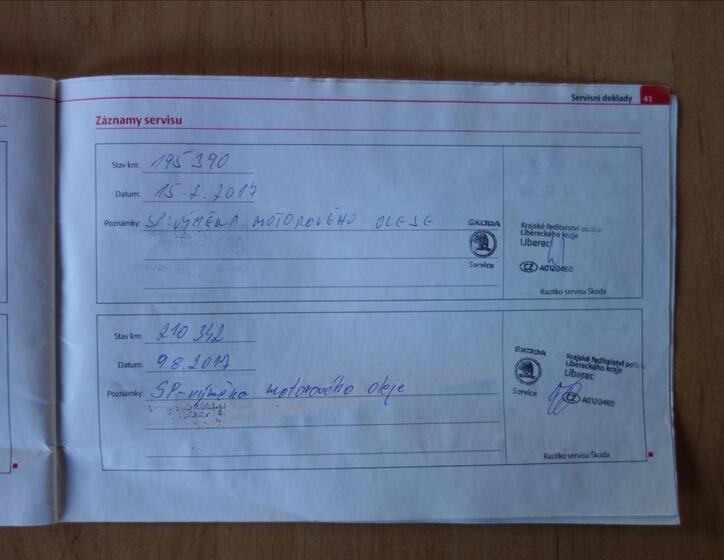 Servisní doklady 41
Záznamy servisu
Stav km: 195 390
Datum: 15.2.2017
Poznámky: SP-VÝMĚNA MOTOROVÉHO OLEJE
ŠKODA
Service
Krajské ředitelství policie
Libereckého kraje
Liberec
CZ A0120460
Razítko servisu Škoda
Stav km: 210 342
Datum: 9.8.2017
Poznámky: SP-výměna motorového oleje
ŠKODA
Service
Krajské ředitelství policie
Libereckého kraje
Liberec
CZ A0120460
Razítko servisu Škoda